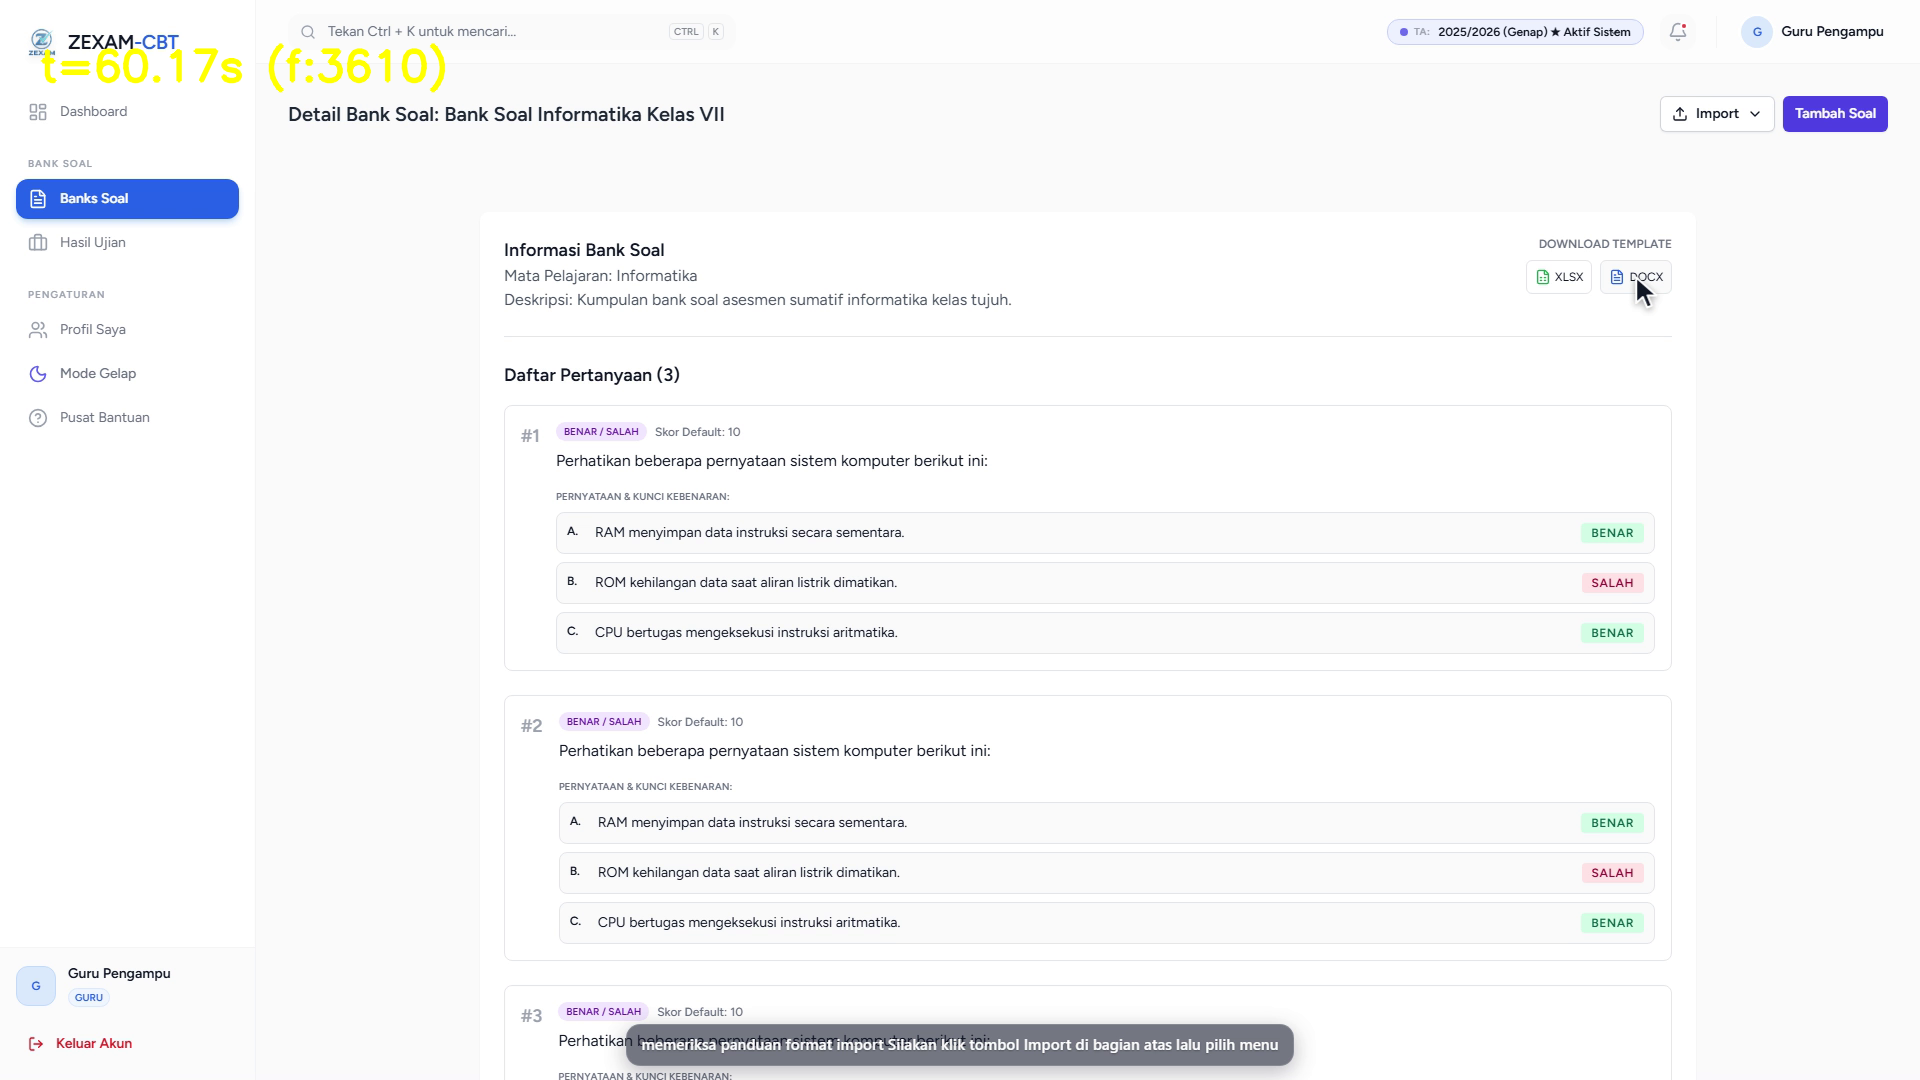 ZEXAM-CBT
t=60.17s (f:3610)
Tekan Ctrl + K untuk mencari...
CTRL K
TA: 2025/2026 (Genap) ★ Aktif Sistem
G Guru Pengampu
Dashboard
BANK SOAL
Banks Soal
Hasil Ujian
PENGATURAN
Profil Saya
Mode Gelap
Pusat Bantuan
Guru Pengampu
G
GURU
Keluar Akun
Detail Bank Soal: Bank Soal Informatika Kelas VII
Import
Tambah Soal
Informasi Bank Soal
Mata Pelajaran: Informatika
Deskripsi: Kumpulan bank soal asesmen sumatif informatika kelas tujuh.
DOWNLOAD TEMPLATE
XLSX
DOCX
Daftar Pertanyaan (3)
#1 BENAR / SALAH Skor Default: 10
Perhatikan beberapa pernyataan sistem komputer berikut ini:
PERNYATAAN & KUNCI KEBENARAN:
A. RAM menyimpan data instruksi secara sementara. BENAR
B. ROM kehilangan data saat aliran listrik dimatikan. SALAH
C. CPU bertugas mengeksekusi instruksi aritmatika. BENAR
#2 BENAR / SALAH Skor Default: 10
Perhatikan beberapa pernyataan sistem komputer berikut ini:
PERNYATAAN & KUNCI KEBENARAN:
A. RAM menyimpan data instruksi secara sementara. BENAR
B. ROM kehilangan data saat aliran listrik dimatikan. SALAH
C. CPU bertugas mengeksekusi instruksi aritmatika. BENAR
#3 BENAR / SALAH Skor Default: 10
Perhatikan beberapa pernyataan sistem komputer berikut ini:
memeriksa panduan format import Silakan klik tombol Import di bagian atas lalu pilih menu
PERNYATAAN & KUNCI KEBENARAN: